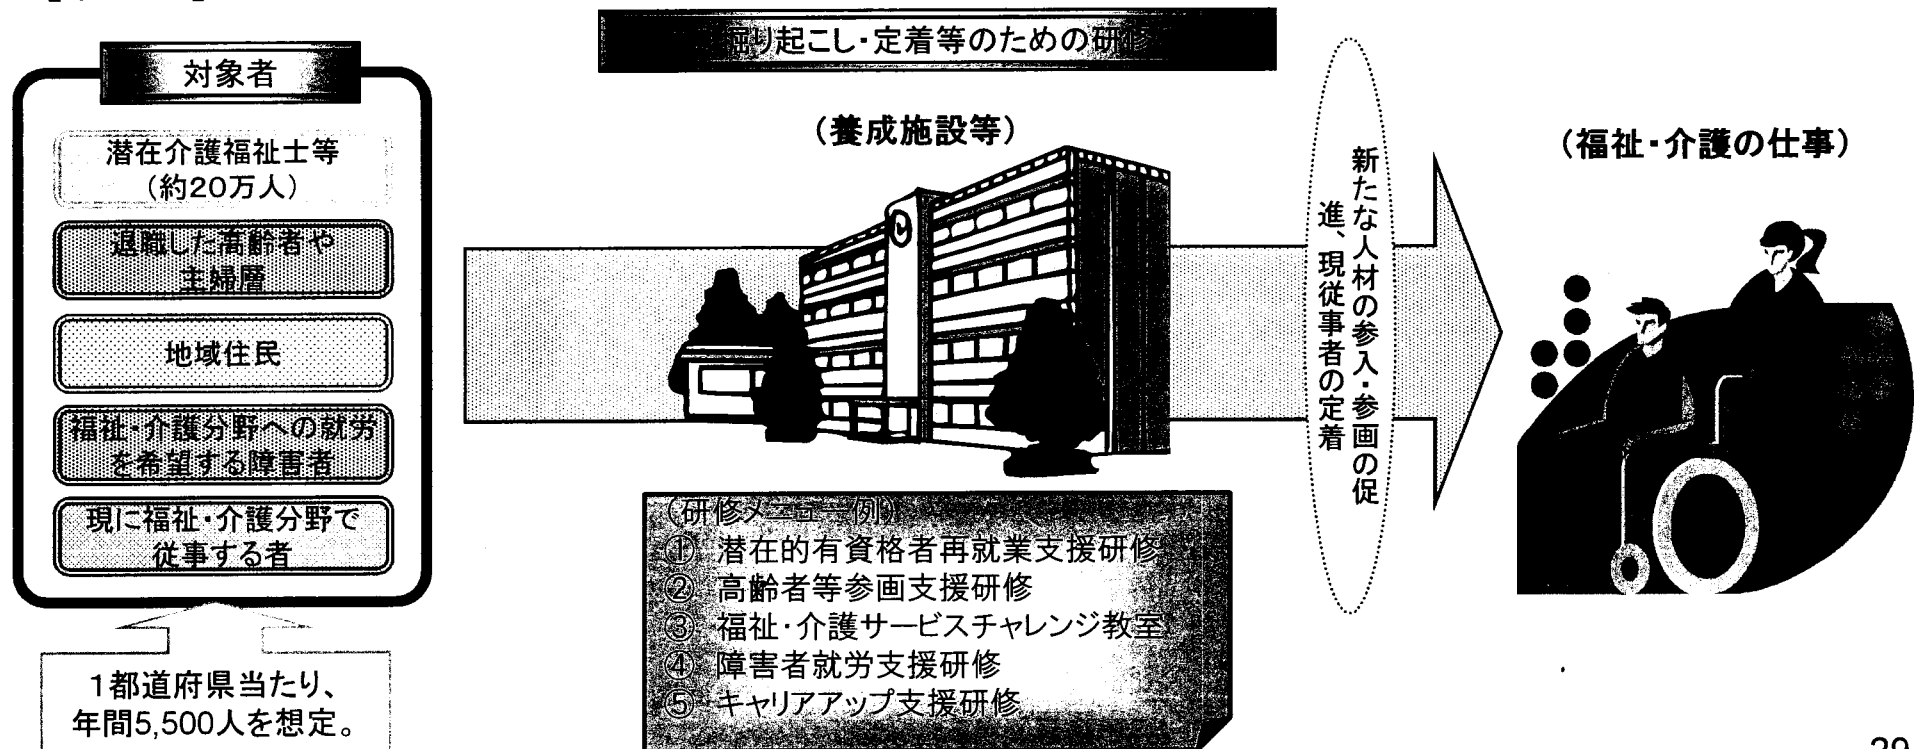 対象者
潜在介護福祉士等
(約20万人)
退職した高齢者や
主婦層
地域住民
福祉・介護分野への就労
を希望する障害者
現に福祉・介護分野で
従事する者
1都道府県当たり、
年間5,500人を想定。
掘り起こし・定着等のための研修
(養成施設等)
(研修メニュー例)
① 潜在的有資格者再就業支援研修
② 高齢者等参画支援研修
③ 福祉・介護サービスチャレンジ教室
④ 障害者就労支援研修
⑤ キャリアアップ支援研修
新たな人材の参入・参画の促
進、現従事者の定着
(福祉・介護の仕事)